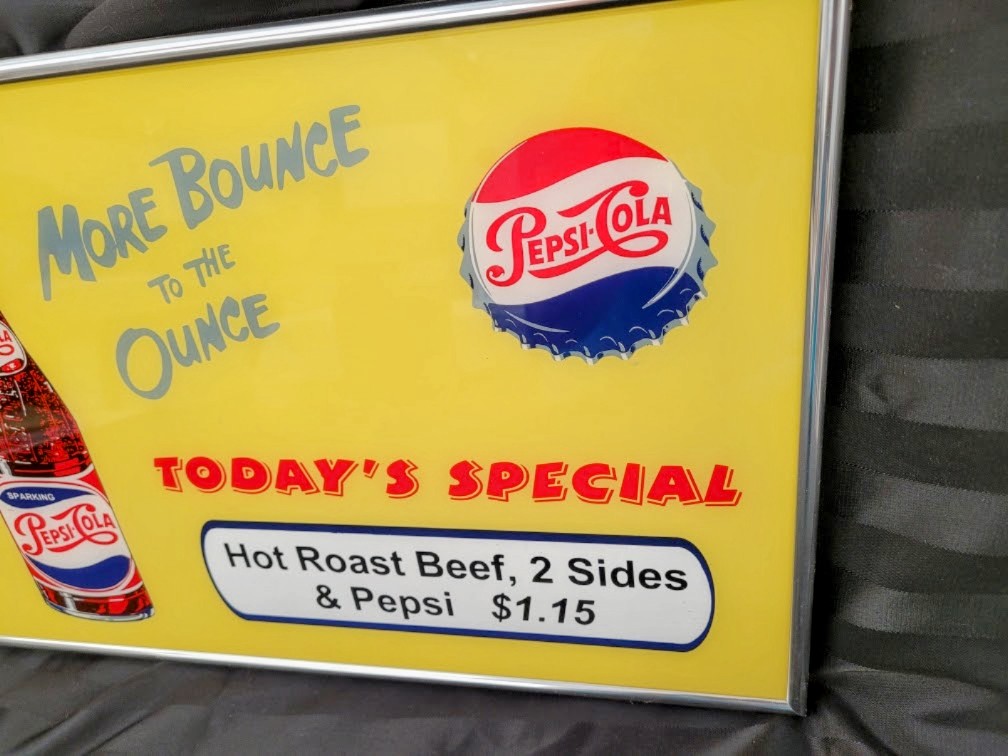 MORE BOUNCE
TO THE
OUNCE
PEPSI-COLA
TODAY'S SPECIAL
Hot Roast Beef, 2 Sides
& Pepsi $1.15
LA
SPARKING
PEPSI-COLA